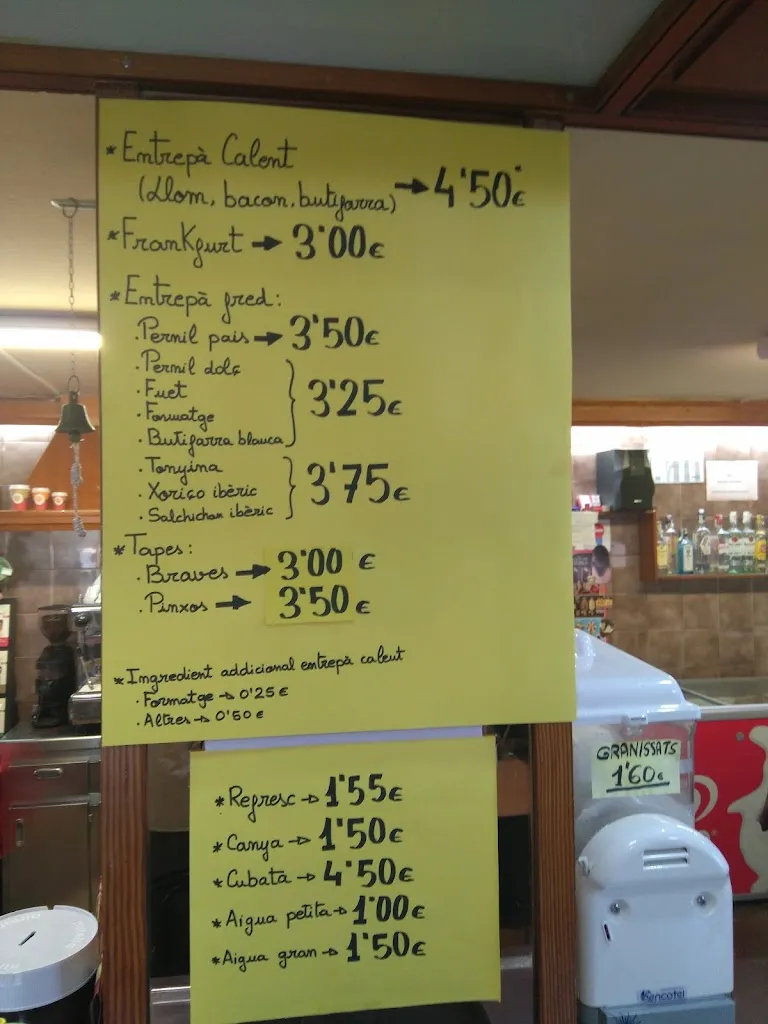 * Entrepà Calent
(Llom, bacon, butifarra) → 4'50€
* Frankfurt → 3'00€
* Entrepà fred:
· Pernil pais → 3'50€
· Pernil dolç
· Fuet
· Formatge
· Butifarra blanca
3'25€
· Tonyina
· Xoriço ibèric
· Salchichon ibèric
3'75€
* Tapes:
· Braves → 3'00 €
· Pinxos → 3'50 €
* Ingredient addicional entrepà calent
· Formatge → 0'25 €
· Altres → 0'50 €
* Refresc → 1'55€
* Canya → 1'50€
* Cubata → 4'50€
* Aigua petita → 1'00€
* Aigua gran → 1'50€
GRANISSATS
1'60€
Sencotel